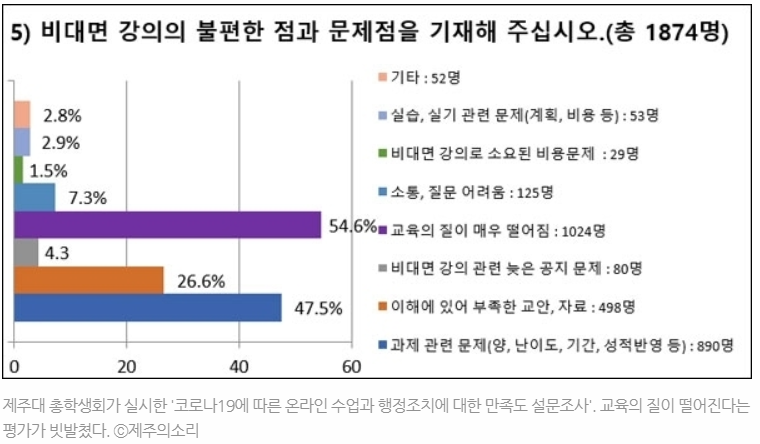 5) 비대면 강의의 불편한 점과 문제점을 기재해 주십시오.(총 1874명)
2.8%
2.9%
1.5%
7.3%
54.6%
4.3
26.6%
47.5%
0 20 40 60
기타 : 52명
실습, 실기 관련 문제(계획, 비용 등) : 53명
비대면 강의로 소요된 비용문제 : 29명
소통, 질문 어려움 : 125명
교육의 질이 매우 떨어짐 : 1024명
비대면 강의 관련 늦은 공지 문제 : 80명
이해에 있어 부족한 교안, 자료 : 498명
과제 관련 문제(양, 난이도, 기간, 성적반영 등) : 890명
제주대 총학생회가 실시한 '코로나19에 따른 온라인 수업과 행정조치에 대한 만족도 설문조사'. 교육의 질이 떨어진다는
평가가 빗발쳤다. ⓒ제주의소리